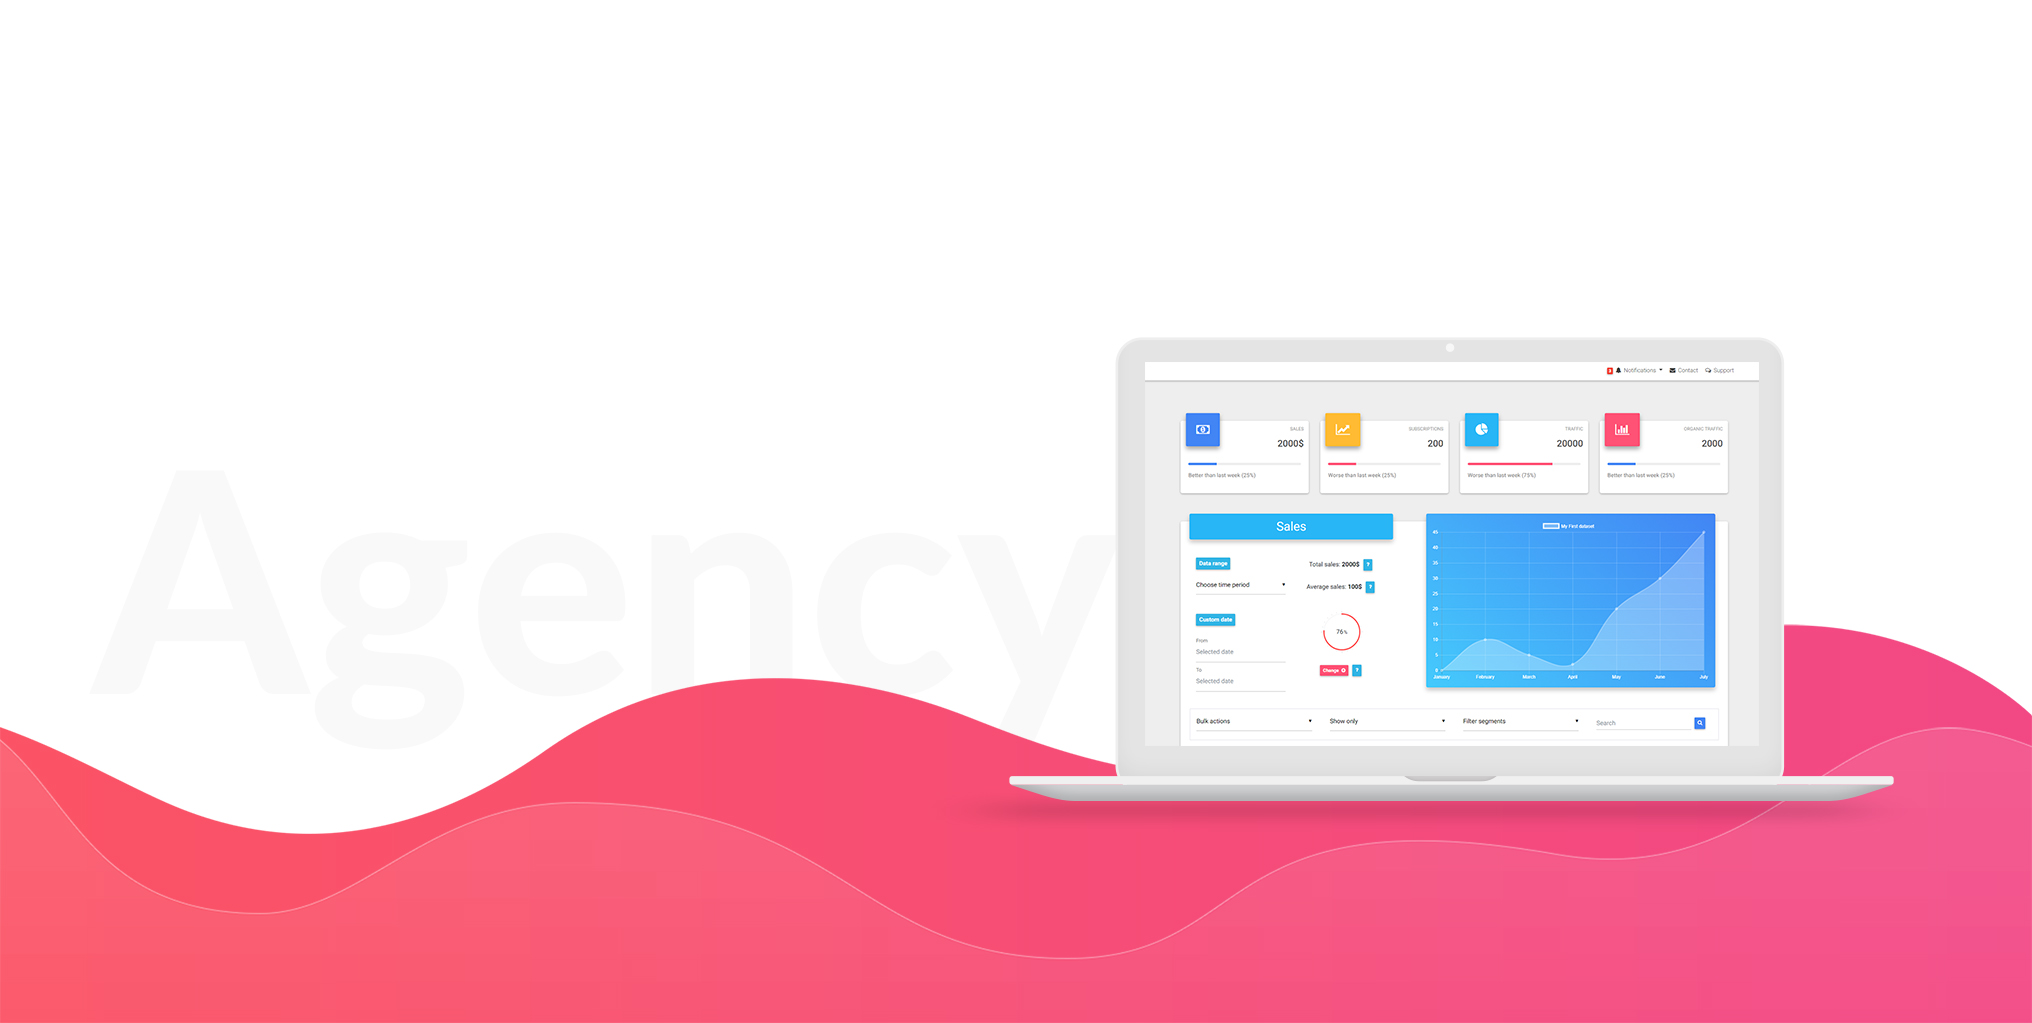 Agency
3 Notifications Contact Support
SALES
2000$
Better than last week (25%)
SUBSCRIPTIONS
200
Worse than last week (25%)
TRAFFIC
20000
Worse than last week (75%)
ORGANIC TRAFFIC
2000
Better than last week (25%)
Sales
Data range
Choose time period
Custom date
From
Selected date
To
Selected date
Total sales: 2000$ ?
Average sales: 100$ ?
76%
Change ?
My First dataset
45
40
35
30
25
20
15
10
5
0
January February March April May June July
Bulk actions Show only Filter segments Search